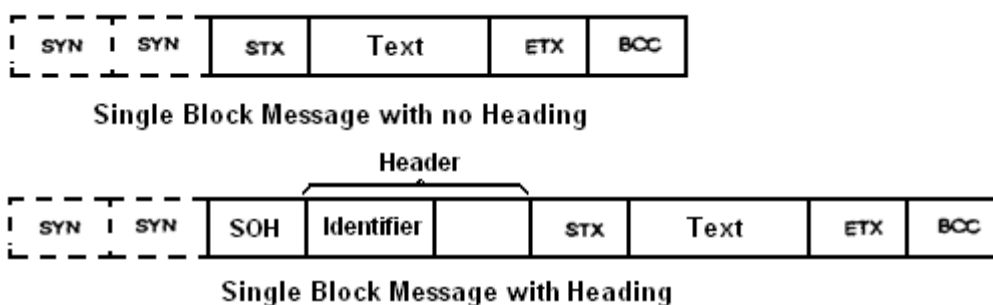 SYN SYN STX Text ETX BCC
Single Block Message with no Heading
Header
SYN SYN SOH Identifier STX Text ETX BCC
Single Block Message with Heading